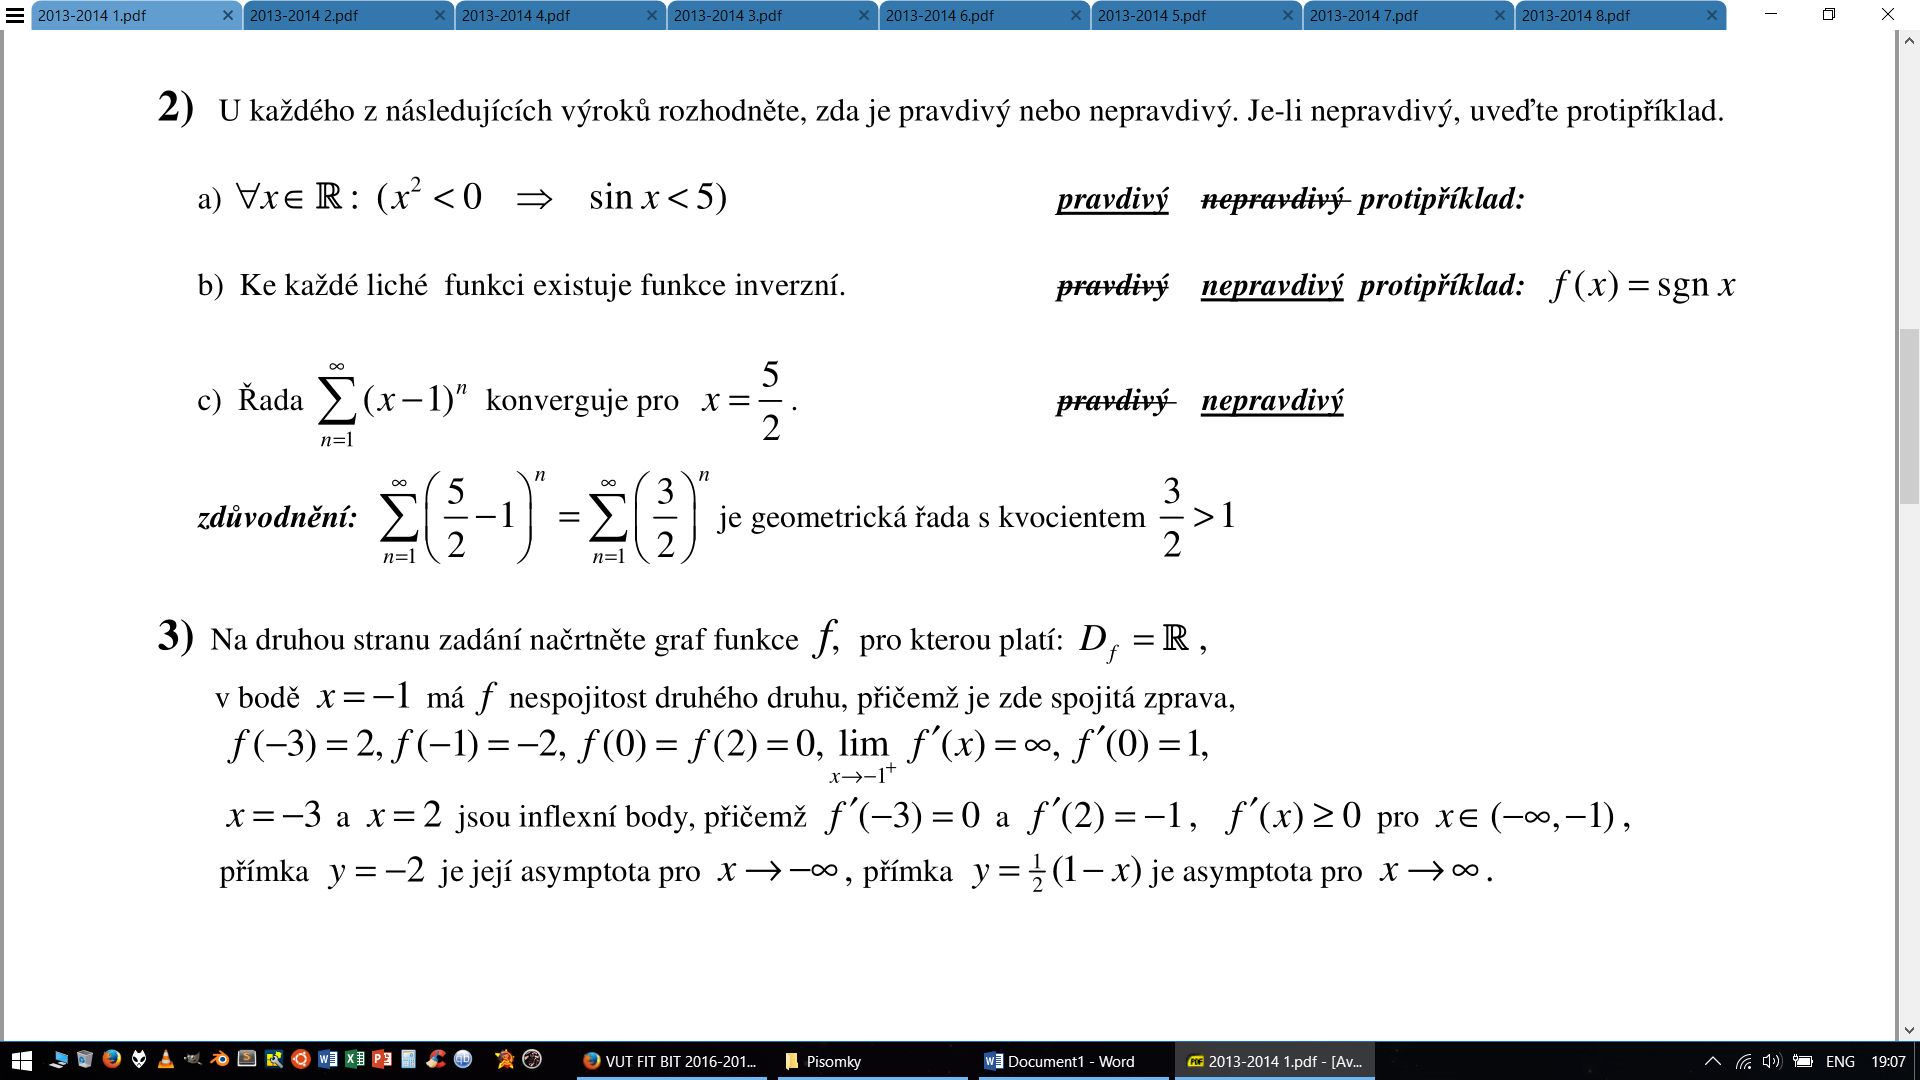 2013-2014 1.pdf 2013-2014 2.pdf 2013-2014 4.pdf 2013-2014 3.pdf 2013-2014 6.pdf 2013-2014 5.pdf 2013-2014 7.pdf 2013-2014 8.pdf
2) U každého z následujících výroků rozhodněte, zda je pravdivý nebo nepravdivý. Je-li nepravdivý, uveďte protipříklad.
a) ∀x∈ ℝ: (x² < 0 ⇒ sin x < 5) pravdivý nepravdivý protipříklad:
b) Ke každé liché funkci existuje funkce inverzní. pravdivý nepravdivý protipříklad: f(x) = sgn x
c) Řada ∑_{n=1}^{∞} (x−1)^n konverguje pro x = 5/2 . pravdivý nepravdivý
zdůvodnění: ∑_{n=1}^{∞} (5/2 − 1)^n = ∑_{n=1}^{∞} (3/2)^n je geometrická řada s kvocientem 3/2 > 1
3) Na druhou stranu zadání načrtněte graf funkce f, pro kterou platí: D_f = ℝ ,
v bodě x = −1 má f nespojitost druhého druhu, přičemž je zde spojitá zprava,
f(−3) = 2, f(−1) = −2, f(0) = f(2) = 0, lim_{x→−1⁺} f′(x) = ∞, f′(0) = 1,
x = −3 a x = 2 jsou inflexní body, přičemž f′(−3) = 0 a f′(2) = −1, f′(x) ≥ 0 pro x∈ (−∞,−1) ,
přímka y = −2 je její asymptota pro x → −∞ , přímka y = ½(1− x) je asymptota pro x → ∞ .
VUT FIT BIT 2016-201... Pisomky Document1 - Word 2013-2014 1.pdf - [Av... ENG 19:07